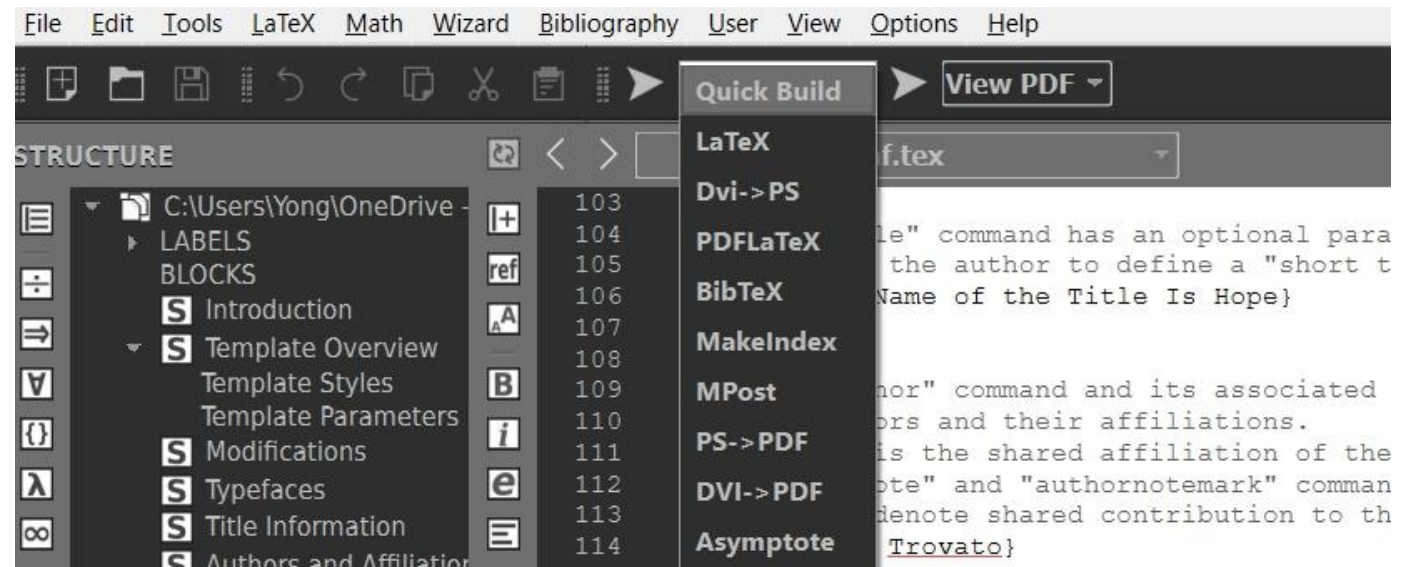 File Edit Tools LaTeX Math Wizard Bibliography User View Options Help
Quick Build
View PDF
STRUCTURE
f.tex
LaTeX
Dvi->PS
PDFLaTeX
BibTeX
MakeIndex
MPost
PS->PDF
DVI->PDF
Asymptote
C:\Users\Yong\OneDrive -
LABELS
BLOCKS
S Introduction
S Template Overview
Template Styles
Template Parameters
S Modifications
S Typefaces
S Title Information
S Authors and Affiliation
ref
AA
B
i
e
103
104
105
106
107
108
109
110
111
112
113
114
le" command has an optional para
the author to define a "short t
Name of the Title Is Hope}
hor" command and its associated
ors and their affiliations.
is the shared affiliation of the
ote" and "authornotemark" comman
denote shared contribution to th
Trovato}